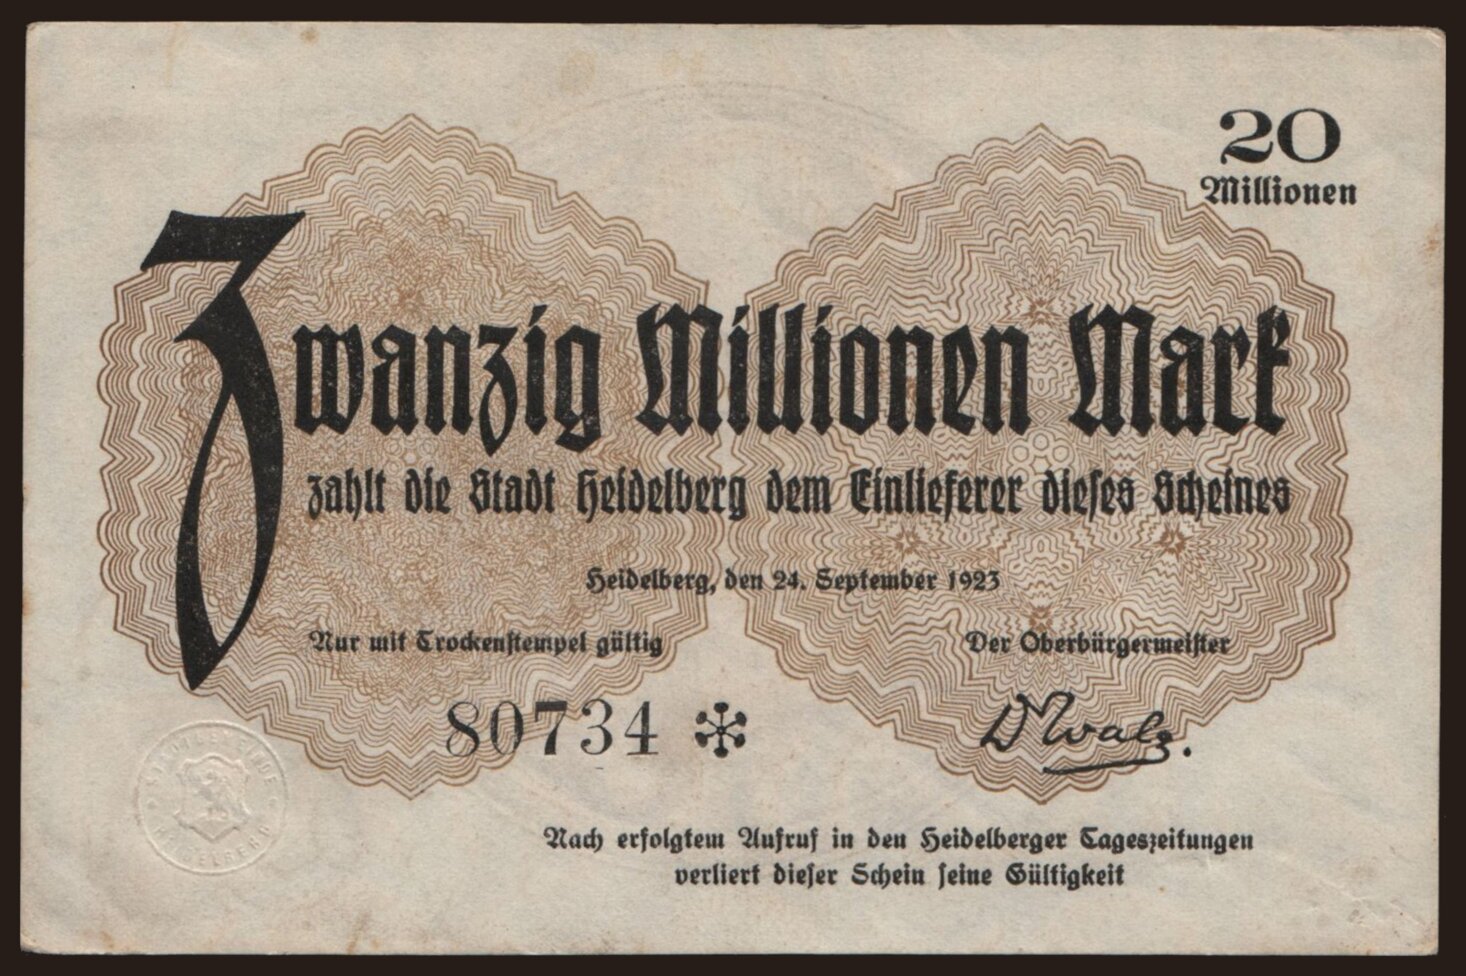 20
Millionen
Zwanzig Millionen Mark
zahlt die Stadt Heidelberg dem Einlieferer dieses Scheines
Heidelberg, den 24. September 1923
Nur mit Trockenstempel gültig
Der Oberbürgermeister
80734 *
D Walz.
STADTGEMEINDE HEIDELBERG
Nach erfolgtem Aufruf in den Heidelberger Tageszeitungen
verliert dieser Schein seine Gültigkeit